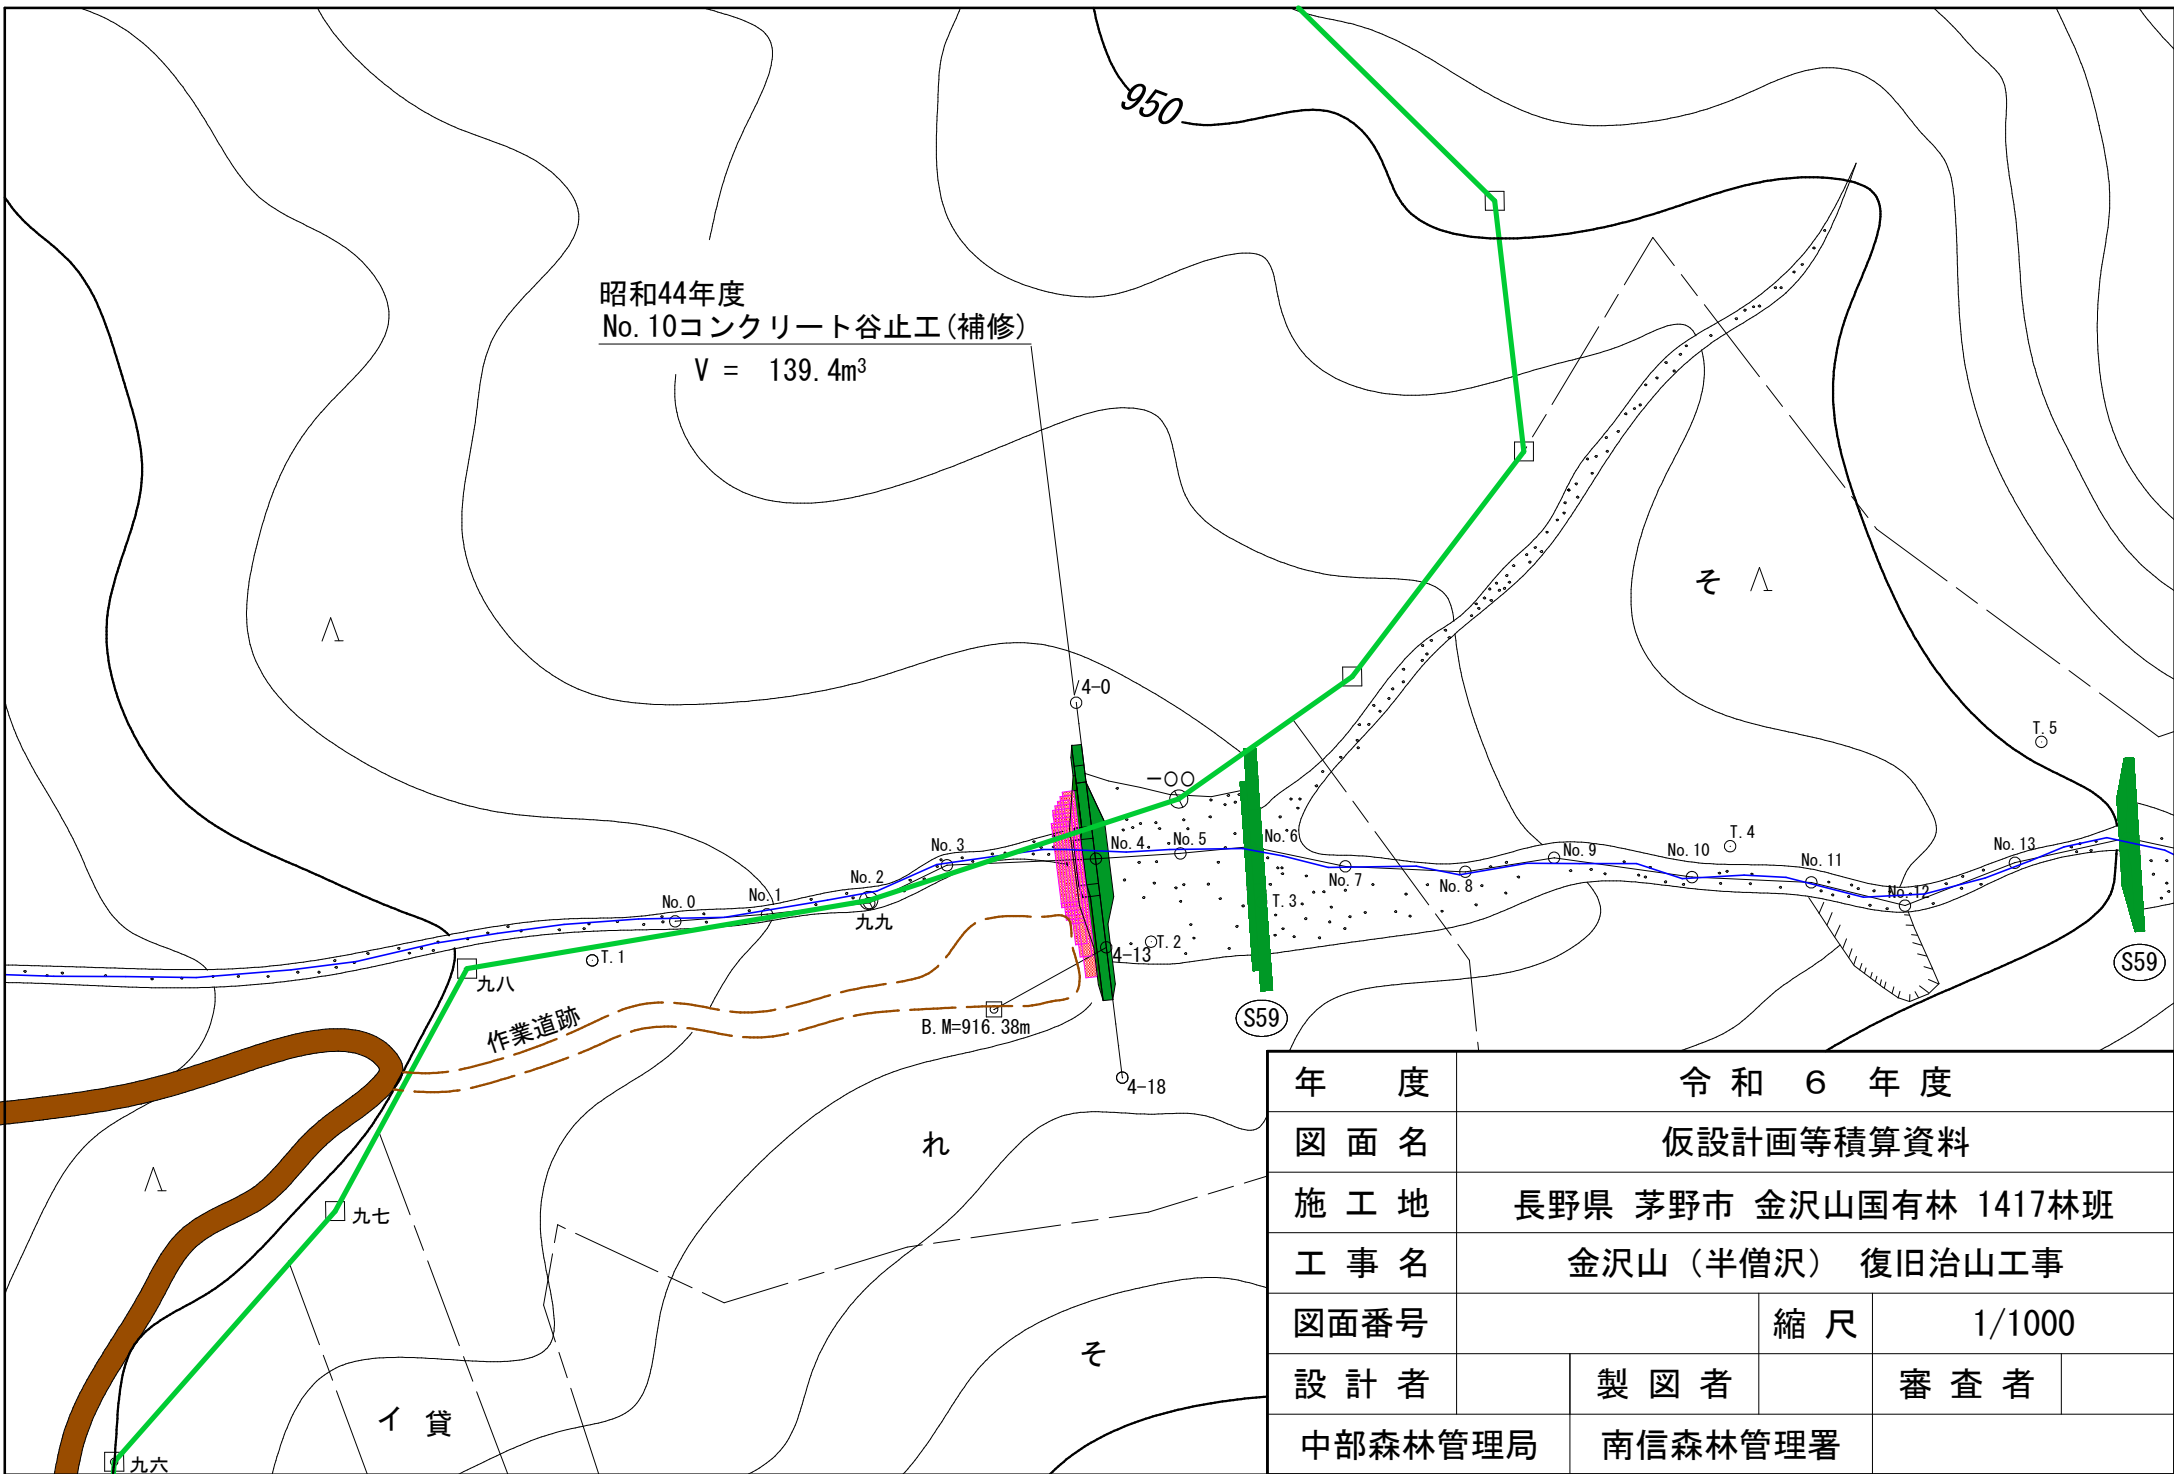 950
昭和44年度
No.10コンクリート谷止工(補修)
V = 139.4m³
そ
4-0
T.5
一〇〇
No.6
T.4
No.3
No.4
No.5
No.9
No.13
No.2
No.7
No.8
No.10
No.11
No.12
No.0
No.1
九九
T.3
T.2
4-13
T.1
九八
S59
S59
作業道跡
B.M=916.38m
4-18
れ
九七
そ
イ 貸
九六
年 度 令和 6 年度
図面名 仮設計画等積算資料
施工地 長野県 茅野市 金沢山国有林 1417林班
工事名 金沢山（半僧沢） 復旧治山工事
図面番号 縮尺 1/1000
設計者 製図者 審査者
中部森林管理局 南信森林管理署